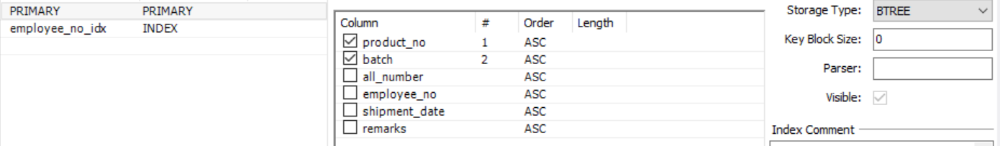 PRIMARY PRIMARY
employee_no_idx INDEX
Column # Order Length
product_no 1 ASC
batch 2 ASC
all_number ASC
employee_no ASC
shipment_date ASC
remarks ASC
Storage Type: BTREE
Key Block Size: 0
Parser:
Visible:
Index Comment